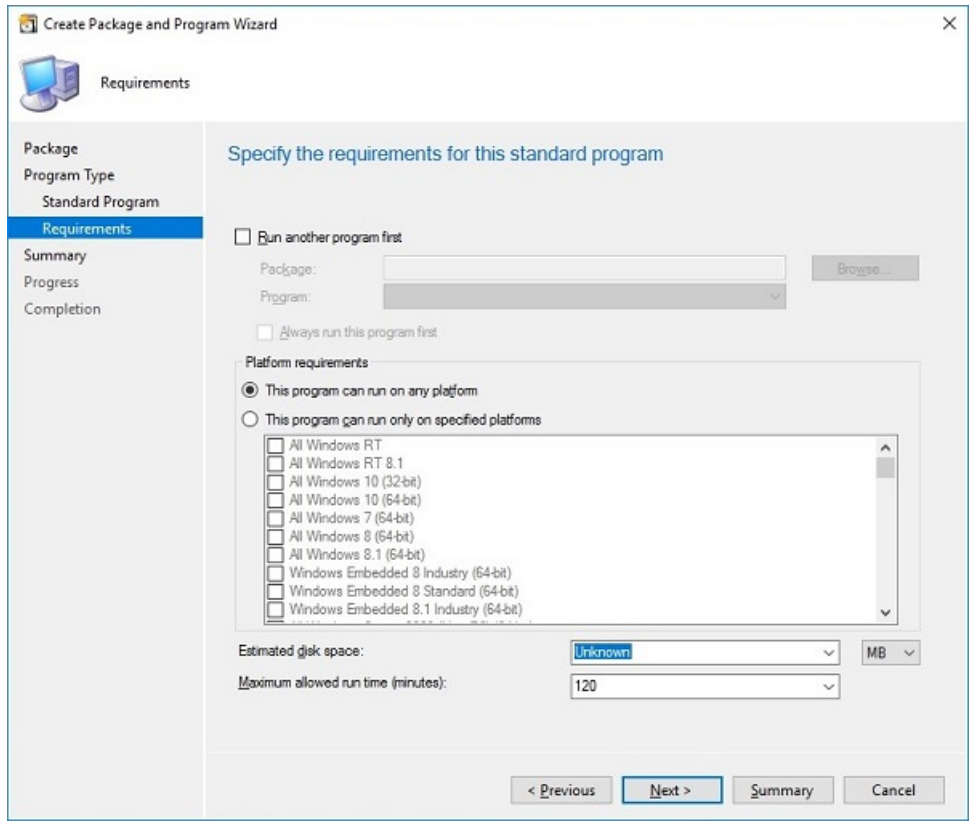 Create Package and Program Wizard
Requirements
Package
Program Type
Standard Program
Requirements
Summary
Progress
Completion
Specify the requirements for this standard program
Run another program first
Package:
Browse...
Program:
Always run this program first
Platform requirements
This program can run on any platform
This program can run only on specified platforms
All Windows RT
All Windows RT 8.1
All Windows 10 (32-bit)
All Windows 10 (64-bit)
All Windows 7 (64-bit)
All Windows 8 (64-bit)
All Windows 8.1 (64-bit)
Windows Embedded 8 Industry (64-bit)
Windows Embedded 8 Standard (64-bit)
Windows Embedded 8.1 Industry (64-bit)
Estimated disk space: Unknown MB
Maximum allowed run time (minutes): 120
< Previous Next > Summary Cancel